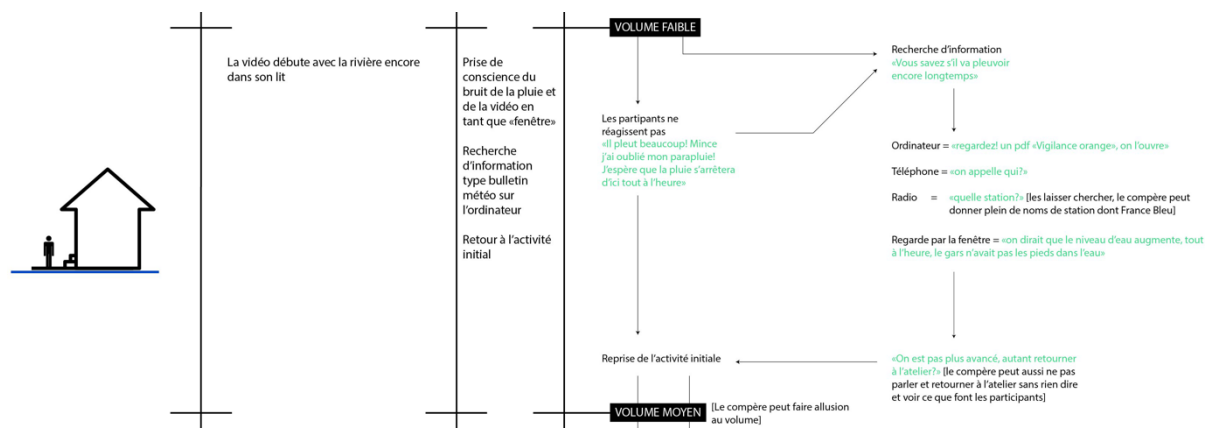 La vidéo débute avec la rivière encore
dans son lit
Prise de
conscience du
bruit de la pluie et
de la vidéo en
tant que «fenêtre»
Recherche
d'information
type bulletin
météo sur
l'ordinateur
Retour à l'activité
initial
VOLUME FAIBLE
Les partipants ne
réagissent pas
«Il pleut beaucoup! Mince
j'ai oublié mon parapluie!
J'espère que la pluie s'arrêtera
d'ici tout à l'heure»
Recherche d'information
«Vous savez s'il va pleuvoir
encore longtemps»
Ordinateur = «regardez! un pdf «Vigilance orange», on l'ouvre»
Téléphone = «on appelle qui?»
Radio = «quelle station?» [les laisser chercher, le compère peut
donner plein de noms de station dont France Bleu]
Regarde par la fenêtre = «on dirait que le niveau d'eau augmente, tout
à l'heure, le gars n'avait pas les pieds dans l'eau»
«On est pas plus avancé, autant retourner
à l'atelier?» [le compère peut aussi ne pas
parler et retourner à l'atelier sans rien dire
et voir ce que font les participants]
Reprise de l'activité initiale
VOLUME MOYEN
[Le compère peut faire allusion
au volume]